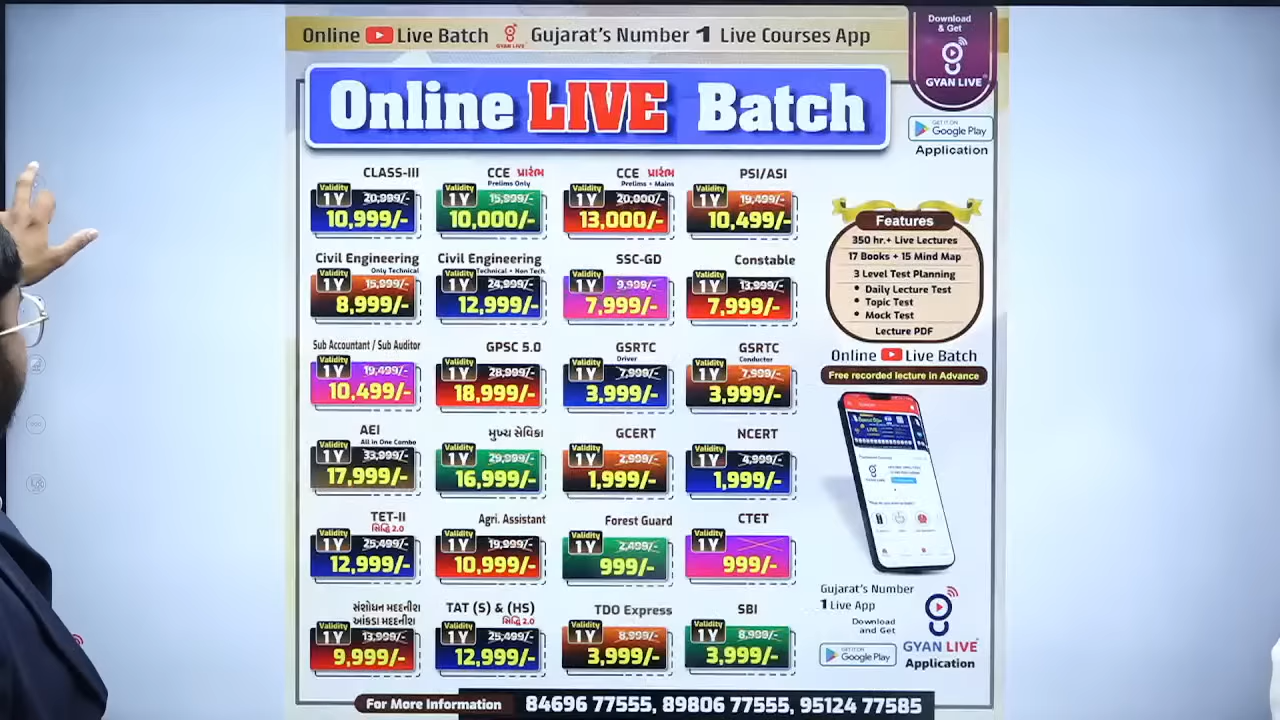 Online Live Batch GYAN LIVE Gujarat's Number 1 Live Courses App
Download
& Get
GYAN LIVE
Online LIVE Batch
GET IT ON
Google Play
Application
CLASS-III
Validity 1Y 20,999/-
10,999/-
CCE પ્રારંભ
Prelims Only
Validity 1Y 15,999/-
10,000/-
CCE પ્રારંભ
Prelims + Mains
Validity 1Y 20,000/-
13,000/-
PSI/ASI
Validity 1Y 19,499/-
10,499/-
Civil Engineering
Only Technical
Validity 1Y 15,999/-
8,999/-
Civil Engineering
Technical + Non Tech
Validity 1Y 24,999/-
12,999/-
SSC-GD
Validity 1Y 9,999/-
7,999/-
Constable
Validity 1Y 13,999/-
7,999/-
Sub Accountant / Sub Auditor
Validity 1Y 19,499/-
10,499/-
GPSC 5.0
Validity 1Y 28,999/-
18,999/-
GSRTC
Driver
Validity 1Y 7,999/-
3,999/-
GSRTC
Conductor
Validity 1Y 7,999/-
3,999/-
AEI
All in One Combo
Validity 1Y 33,999/-
17,999/-
મુખ્ય સેવિકા
Validity 1Y 29,999/-
16,999/-
GCERT
Validity 1Y 2,999/-
1,999/-
NCERT
Validity 1Y 4,999/-
1,999/-
TET-II
સિદ્ધિ 2.0
Validity 1Y 25,499/-
12,999/-
Agri. Assistant
Validity 1Y 19,999/-
10,999/-
Forest Guard
Validity 1Y 2,499/-
999/-
CTET
Validity 1Y
999/-
સંશોધન મદદનીશ
આંકડા મદદનીશ
Validity 1Y 13,999/-
9,999/-
TAT (S) & (HS)
સિદ્ધિ 2.0
Validity 1Y 25,499/-
12,999/-
TDO Express
Validity 1Y 8,999/-
3,999/-
SBI
Validity 1Y 8,999/-
3,999/-
Features
350 hr.+ Live Lectures
17 Books + 15 Mind Map
3 Level Test Planning
• Daily Lecture Test
• Topic Test
• Mock Test
Lecture PDF
Online Live Batch
Free recorded lecture in Advance
Gujarat's Number
1 Live App
Download
and Get
GET IT ON
Google Play
GYAN LIVE
Application
For More Information 84696 77555, 89806 77555, 95124 77585